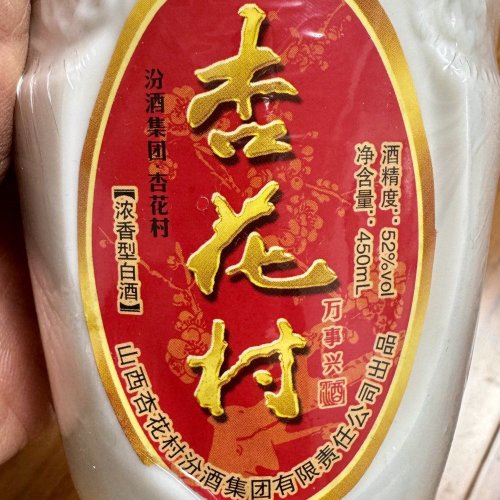 杏花村
汾酒集团·杏花村
【浓香型白酒】
酒精度：52%vol
净含量：450mL
万事兴
酒
山西杏花村汾酒集团有限责任公司出品